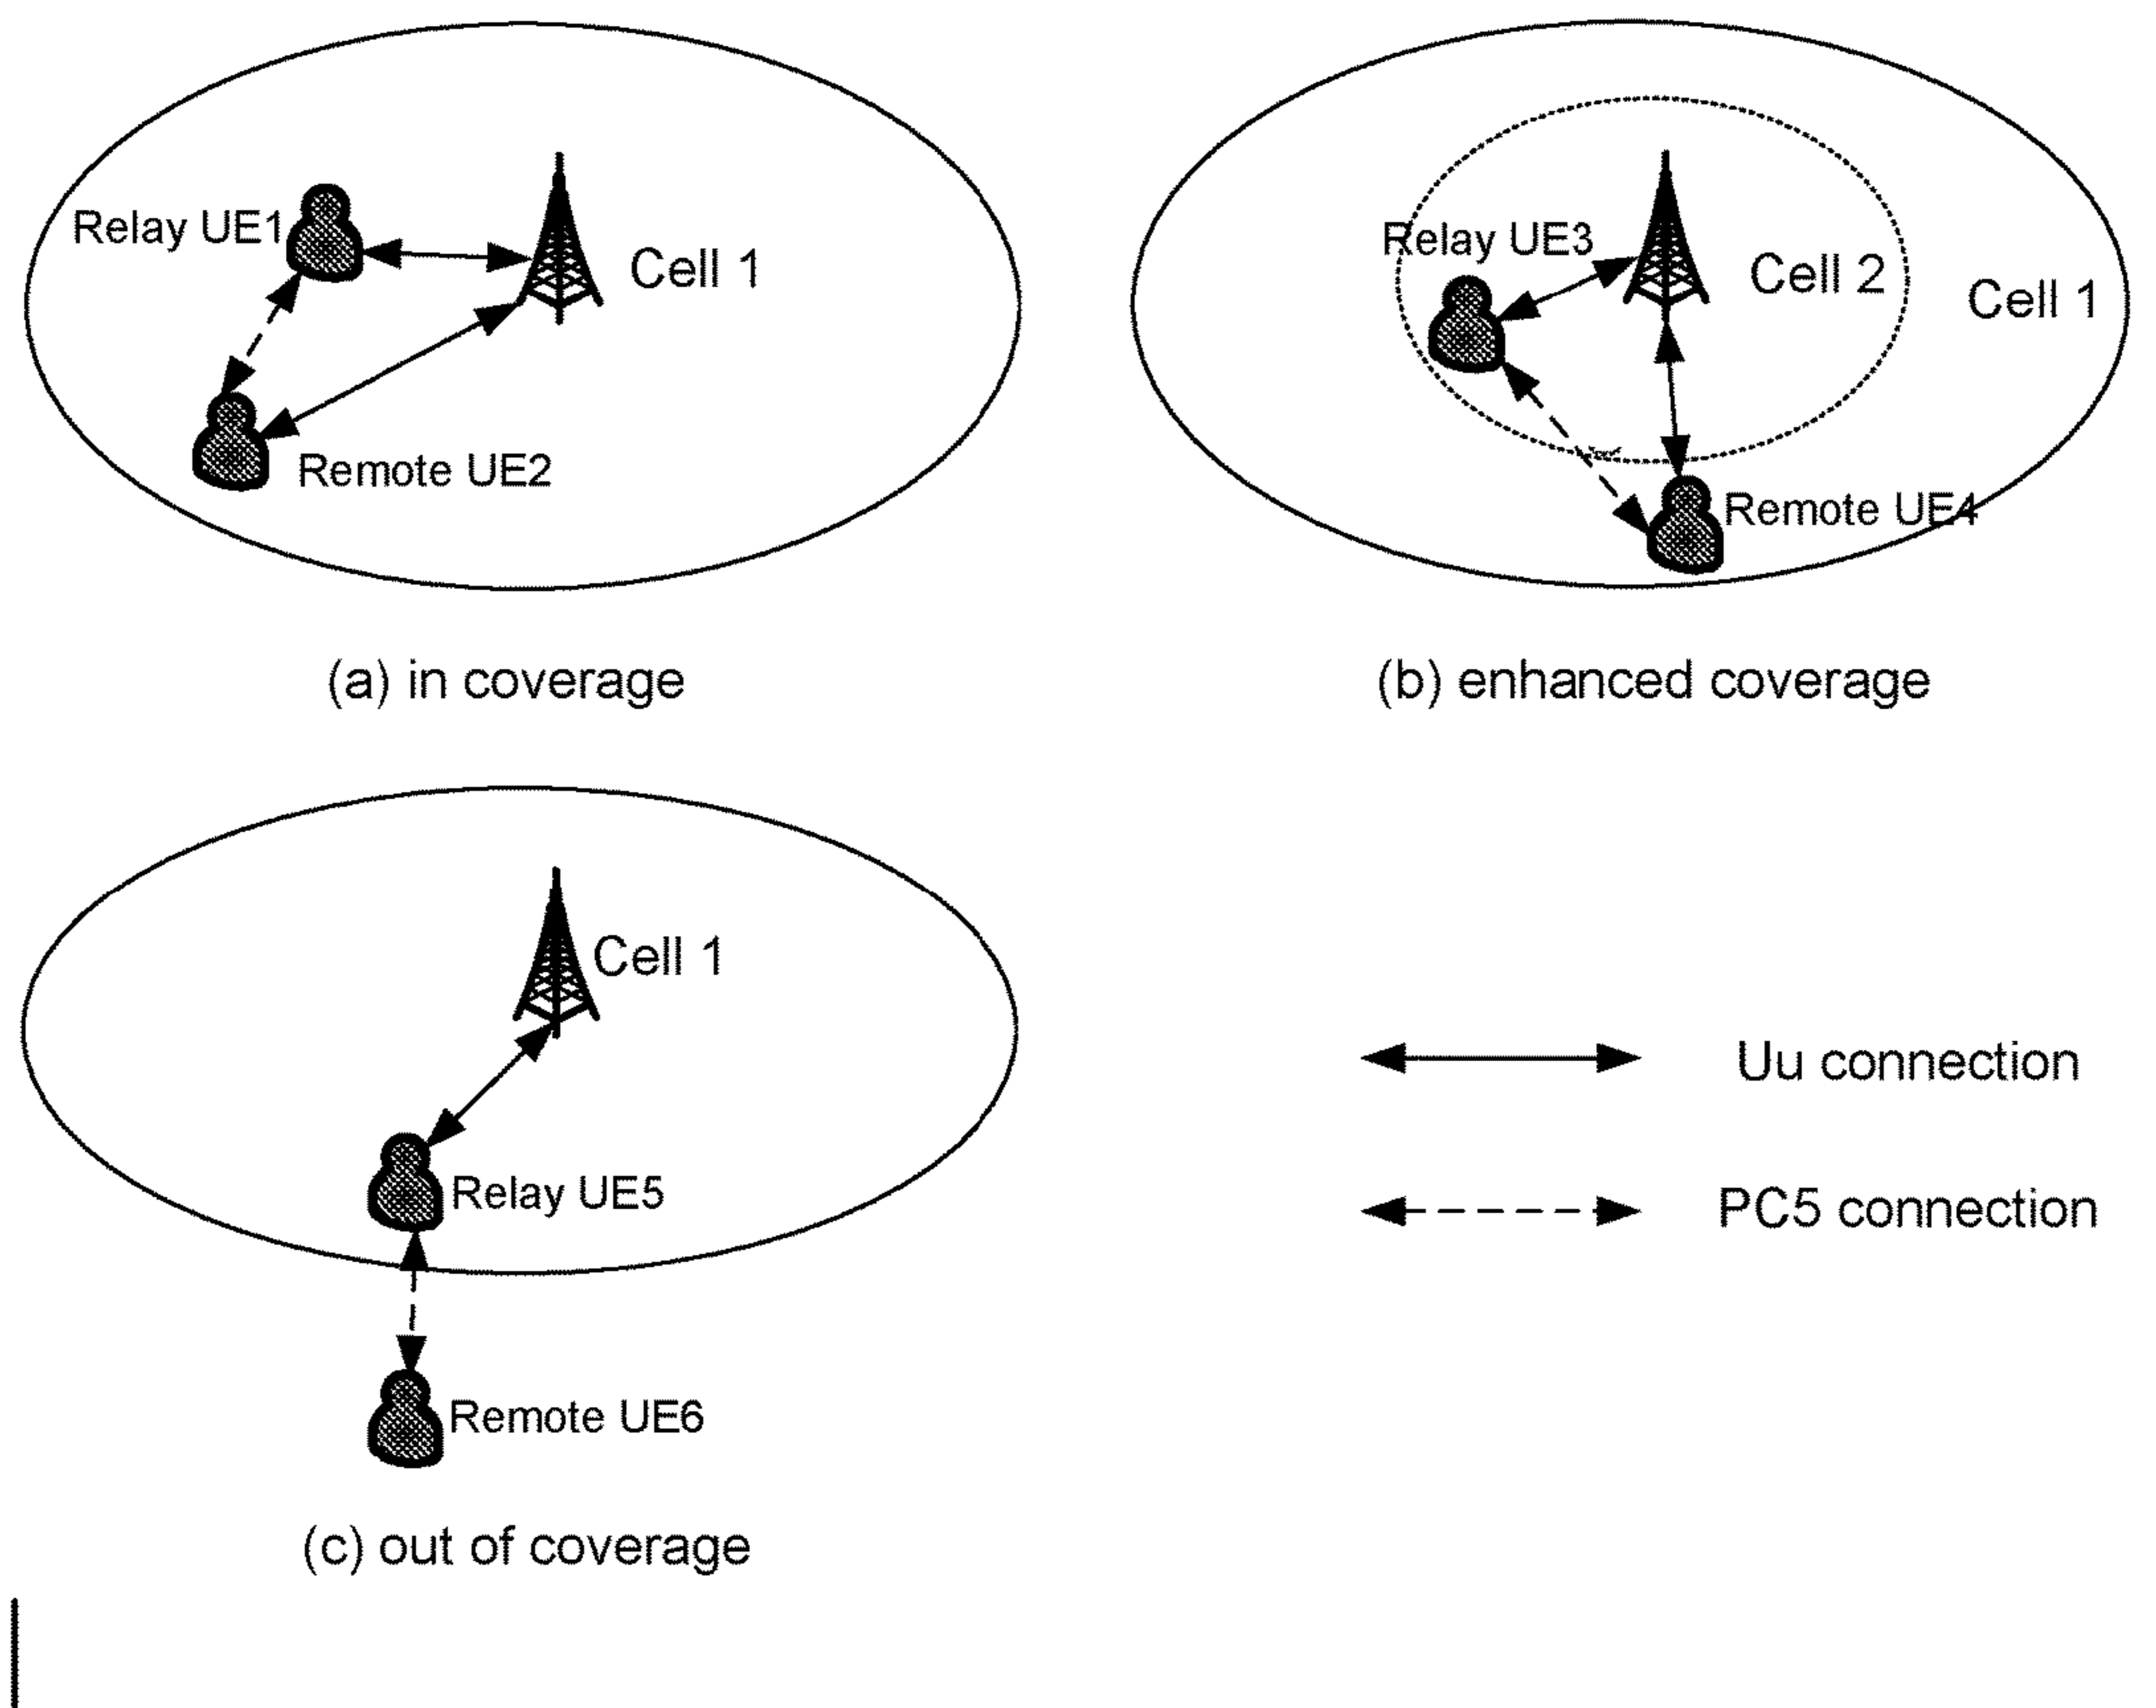 Relay UE1
Cell 1
Remote UE2
(a) in coverage
Relay UE3
Cell 2
Cell 1
Remote UE4
(b) enhanced coverage
Cell 1
Relay UE5
Remote UE6
(c) out of coverage
Uu connection
PC5 connection